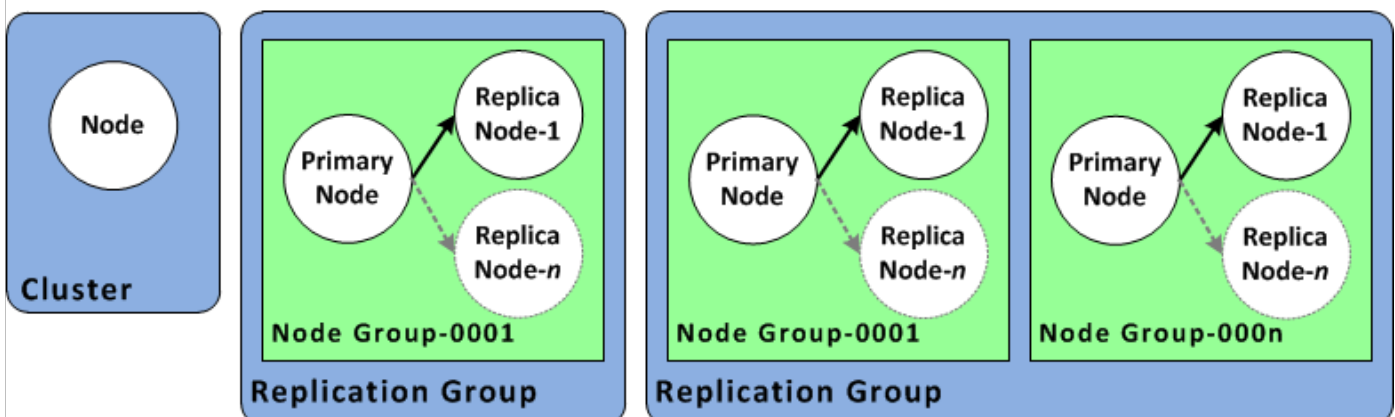 Node
Cluster
Primary
Node
Replica
Node-1
Replica
Node-n
Node Group-0001
Replication Group
Primary
Node
Replica
Node-1
Replica
Node-n
Node Group-0001
Primary
Node
Replica
Node-1
Replica
Node-n
Node Group-000n
Replication Group